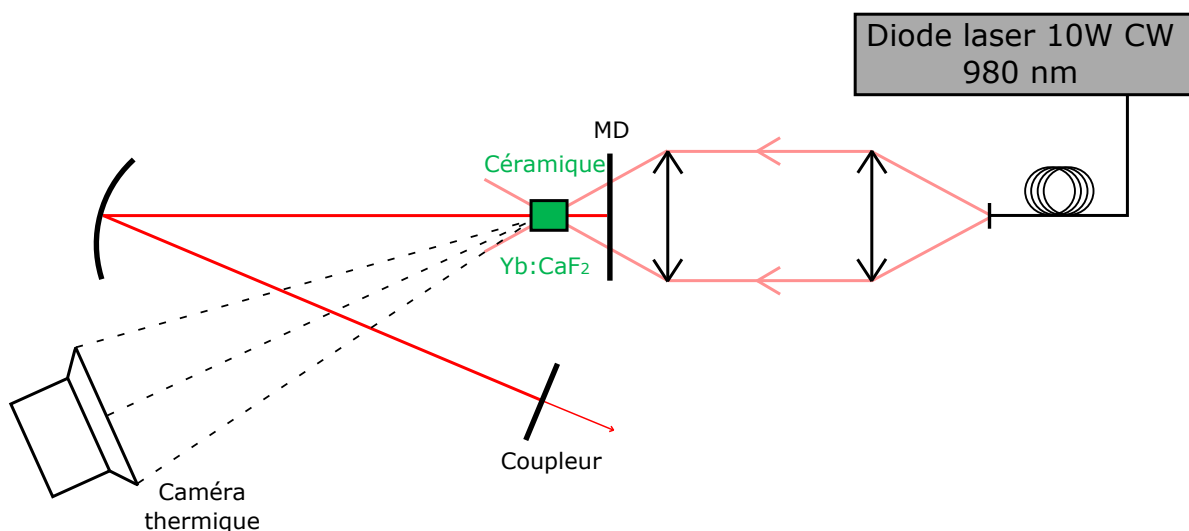 Diode laser 10W CW
980 nm
MD
Céramique
Yb:CaF₂
Coupleur
Caméra
thermique